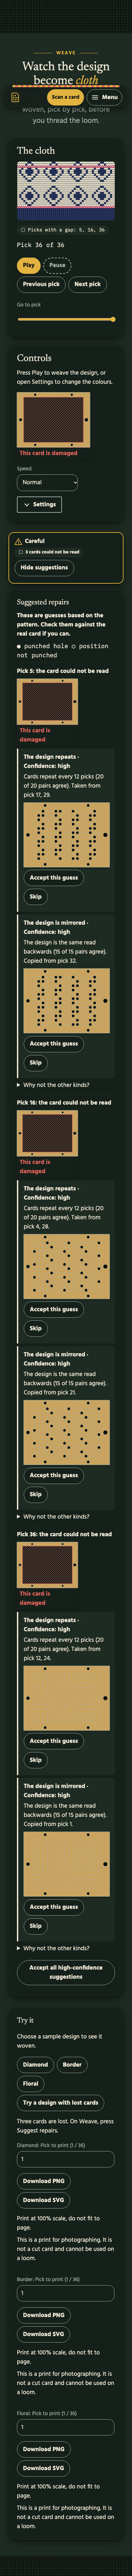 WEAVE
Watch the design
become cloth
Scan a card
Menu
woven, pick by pick, before
you thread the loom.
The cloth
Picks with a gap: 5, 16, 36
Pick 36 of 36
Play
Pause
Previous pick
Next pick
Go to pick
Controls
Press Play to weave the design, or
open Settings to change the colours.
This card is damaged
Speed
Normal
Settings
Careful
3 cards could not be read
Hide suggestions
Suggested repairs
These are guesses based on the
pattern. Check them against the
real card if you can.
● punched hole ○ position
not punched
Pick 5: the card could not be read
This card is
damaged
The design repeats ·
Confidence: high
Cards repeat every 12 picks (20
of 20 pairs agree). Taken from
pick 17, 29.
Accept this guess
Skip
The design is mirrored ·
Confidence: high
The design is the same read
backwards (15 of 15 pairs agree).
Copied from pick 32.
Accept this guess
Skip
▶ Why not the other kinds?
Pick 16: the card could not be read
This card is
damaged
The design repeats ·
Confidence: high
Cards repeat every 12 picks (20
of 20 pairs agree). Taken from
pick 4, 28.
Accept this guess
Skip
The design is mirrored ·
Confidence: high
The design is the same read
backwards (15 of 15 pairs agree).
Copied from pick 21.
Accept this guess
Skip
▶ Why not the other kinds?
Pick 36: the card could not be read
This card is
damaged
The design repeats ·
Confidence: high
Cards repeat every 12 picks (20
of 20 pairs agree). Taken from
pick 12, 24.
Accept this guess
Skip
The design is mirrored ·
Confidence: high
The design is the same read
backwards (15 of 15 pairs agree).
Copied from pick 1.
Accept this guess
Skip
▶ Why not the other kinds?
Accept all high-confidence
suggestions
Try it
Choose a sample design to see it
woven.
Diamond
Border
Floral
Try a design with lost cards
Three cards are lost. On Weave, press
Suggest repairs.
Diamond: Pick to print (1 / 36)
1
Download PNG
Download SVG
Print at 100% scale, do not fit to
page.
This is a print for photographing. It is
not a cut card and cannot be used on
a loom.
Border: Pick to print (1 / 36)
1
Download PNG
Download SVG
Print at 100% scale, do not fit to
page.
This is a print for photographing. It is
not a cut card and cannot be used on
a loom.
Floral: Pick to print (1 / 36)
1
Download PNG
Download SVG
Print at 100% scale, do not fit to
page.
This is a print for photographing. It is
not a cut card and cannot be used on
a loom.